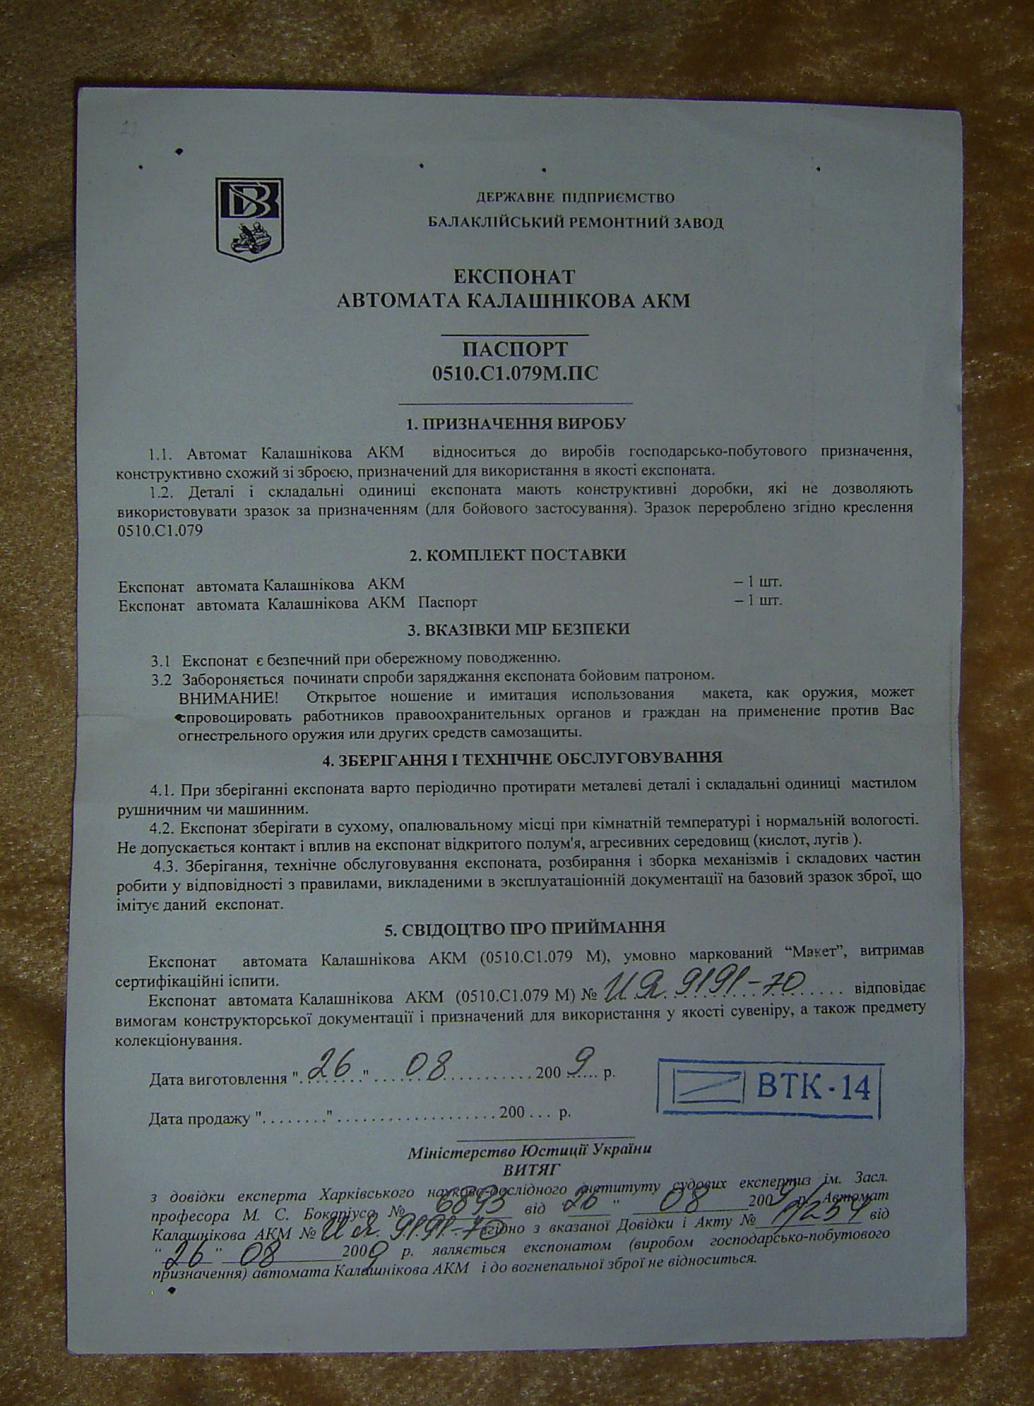 ДЕРЖАВНЕ ПІДПРИЄМСТВО
БАЛАКЛІЙСЬКИЙ РЕМОНТНИЙ ЗАВОД
ЕКСПОНАТ
АВТОМАТА КАЛАШНІКОВА АКМ
ПАСПОРТ
0510.С1.079М.ПС
1. ПРИЗНАЧЕННЯ ВИРОБУ
1.1. Автомат Калашнікова АКМ відноситься до виробів господарсько-побутового призначення,
конструктивно схожий зі зброєю, призначений для використання в якості експоната.
1.2. Деталі і складальні одиниці експоната мають конструктивні доробки, які не дозволяють
використовувати зразок за призначенням (для бойового застосування). Зразок перероблено згідно креслення
0510.С1.079
2. КОМПЛЕКТ ПОСТАВКИ
Експонат автомата Калашнікова АКМ – 1 шт.
Експонат автомата Калашнікова АКМ Паспорт – 1 шт.
3. ВКАЗІВКИ МІР БЕЗПЕКИ
3.1 Експонат є безпечний при обережному поводженню.
3.2 Забороняється починати спроби заряджання експоната бойовим патроном.
ВНИМАНИЕ! Открытое ношение и имитация использования макета, как оружия, может
спровоцировать работников правоохранительных органов и граждан на применение против Вас
огнестрельного оружия или других средств самозащиты.
4. ЗБЕРІГАННЯ І ТЕХНІЧНЕ ОБСЛУГОВУВАННЯ
4.1. При зберіганні експоната варто періодично протирати металеві деталі і складальні одиниці мастилом
рушничним чи машинним.
4.2. Експонат зберігати в сухому, опалювальному місці при кімнатній температурі і нормальній вологості.
Не допускається контакт і вплив на експонат відкритого полум'я, агресивних середовищ (кислот, лугів ).
4.3. Зберігання, технічне обслуговування експоната, розбирання і зборка механізмів і складових частин
робити у відповідності з правилами, викладеними в эксплуатаціонній документації на базовий зразок зброї, що
імітує даний експонат.
5. СВІДОЦТВО ПРО ПРИЙМАННЯ
Експонат автомата Калашнікова АКМ (0510.С1.079 М), умовно маркований “Макет”, витримав
сертифікаційні іспити.
Експонат автомата Калашнікова АКМ (0510.С1.079 М) № ИЯ 9191-70 відповідає
вимогам конструкторської документації і призначений для використання у якості сувеніру, а також предмету
колекціонування.
Дата виготовлення "26" 08 2009 р.
ВТК - 14
Дата продажу "........" .................... 200 ... р.
Міністерство Юстиції України
ВИТЯГ
з довідки експерта Харківського науково-дослідного інституту судових експертиз ім. Засл.
професора М. С. Бокаріуса № 6893 від 26 " 08 2009 р. Автомат
Калашнікова АКМ № ИЯ 9191-70 згідно з вказаної Довідки і Акту № від
" 26 " 08 2009 р. являється експонатом (виробом господарсько-побутового
призначення) автомата Калашнікова АКМ і до вогнепальної зброї не відноситься.